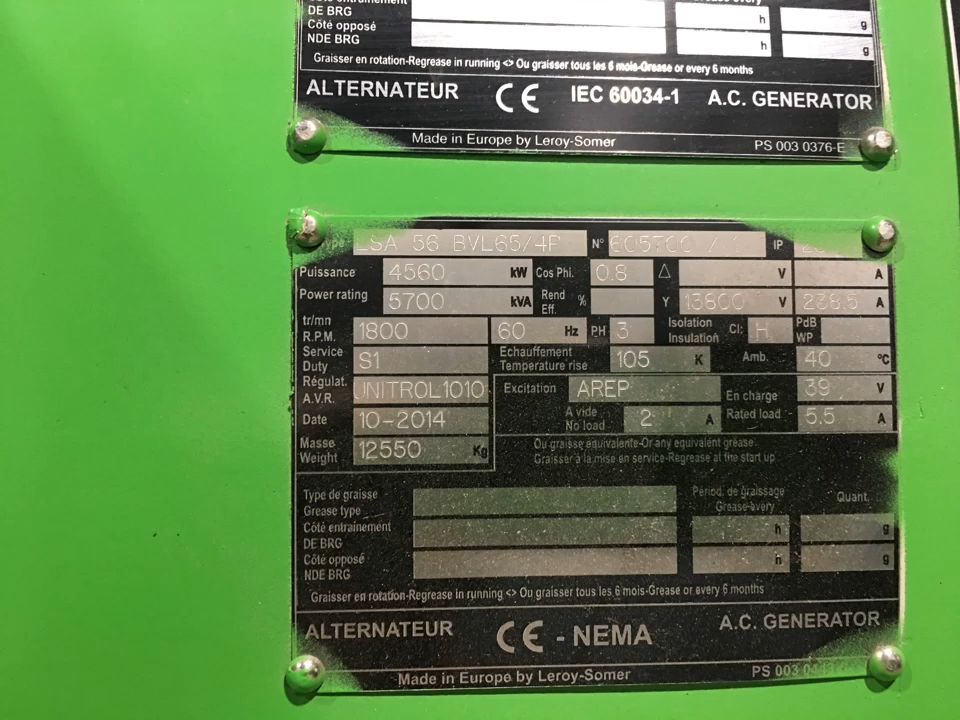 DE BRG h g
Côté opposé
NDE BRG h g
Graisser en rotation-Regrease in running <> Ou graisser tous les 6 mois-Grease or every 6 months
ALTERNATEUR CE IEC 60034-1 A.C. GENERATOR
Made in Europe by Leroy-Somer PS 003 0376-E
Type LSA 56 BVL65/4P N° 605700 / IP
Puissance 4560 kW Cos Phi. 0.8 Δ V A
Power rating 5700 kVA Rend Eff. % Y 13800 V 238.5 A
tr/mn
R.P.M. 1800 60 Hz PH 3 Isolation
Insulation Cl: H PdB
WP
Service
Duty S1 Echauffement
Temperature rise 105 K Amb. 40 °C
Régulat.
A.V.R. UNITROL1010 Excitation AREP En charge
Rated load 39 V
5.5 A
Date 10-2014 A vide
No load 2 A
Masse
Weight 12550 Kg
Ou graisse équivalente-Or any equivalent grease.
Graisser à la mise en service-Regrease at the start up
Type de graisse
Grease type
Périod. de graissage
Grease every
Quant.
Côté entraînement
DE BRG h g
Côté opposé
NDE BRG h g
Graisser en rotation-Regrease in running <> Ou graisser tous les 6 mois-Grease or every 6 months
ALTERNATEUR CE - NEMA A.C. GENERATOR
Made in Europe by Leroy-Somer PS 003